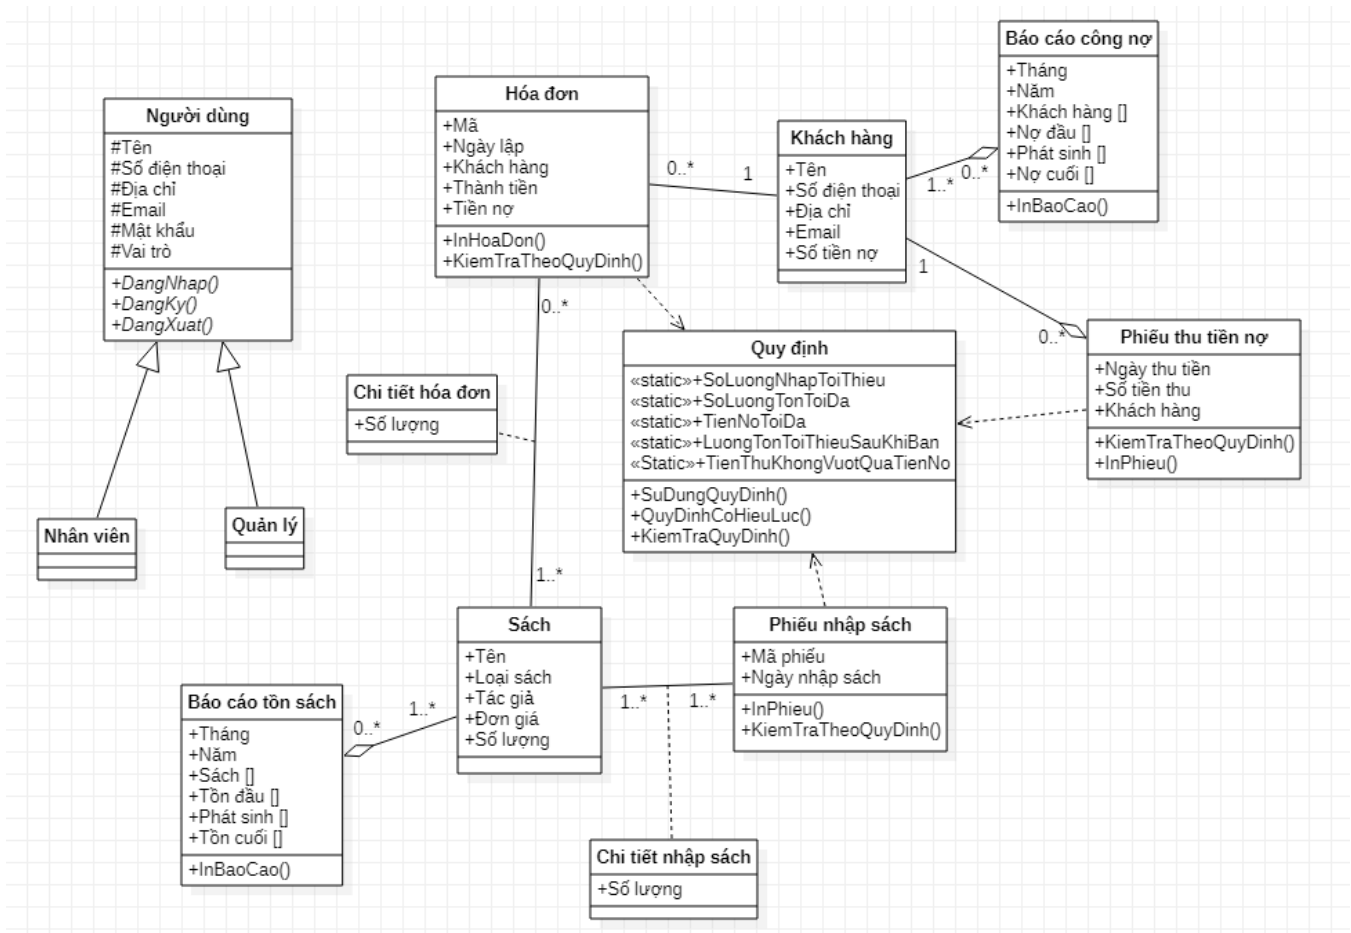 Báo cáo công nợ
+Tháng
+Năm
+Khách hàng []
+Nợ đầu []
+Phát sinh []
+Nợ cuối []
+InBaoCao()
Hóa đơn
+Mã
+Ngày lập
+Khách hàng
+Thành tiền
+Tiền nợ
+InHoaDon()
+KiemTraTheoQuyDinh()
Người dùng
#Tên
#Số điện thoại
#Địa chỉ
#Email
#Mật khẩu
#Vai trò
+DangNhap()
+DangKy()
+DangXuat()
Khách hàng
+Tên
+Số điện thoại
+Địa chỉ
+Email
+Số tiền nợ
0..*
1
1..*
0..*
1
0..*
0..*
1..*
Quy định
«static»+SoLuongNhapToiThieu
«static»+SoLuongTonToiDa
«static»+TienNoToiDa
«static»+LuongTonToiThieuSauKhiBan
«Static»+TienThuKhongVuotQuaTienNo
+SuDungQuyDinh()
+QuyDinhCoHieuLuc()
+KiemTraQuyDinh()
Phiếu thu tiền nợ
+Ngày thu tiền
+Số tiền thu
+Khách hàng
+KiemTraTheoQuyDinh()
+InPhieu()
Chi tiết hóa đơn
+Số lượng
Nhân viên
Quản lý
Sách
+Tên
+Loại sách
+Tác giả
+Đơn giá
+Số lượng
Phiếu nhập sách
+Mã phiếu
+Ngày nhập sách
+InPhieu()
+KiemTraTheoQuyDinh()
1..*
1..*
0..*
1..*
Báo cáo tồn sách
+Tháng
+Năm
+Sách []
+Tồn đầu []
+Phát sinh []
+Tồn cuối []
+InBaoCao()
Chi tiết nhập sách
+Số lượng